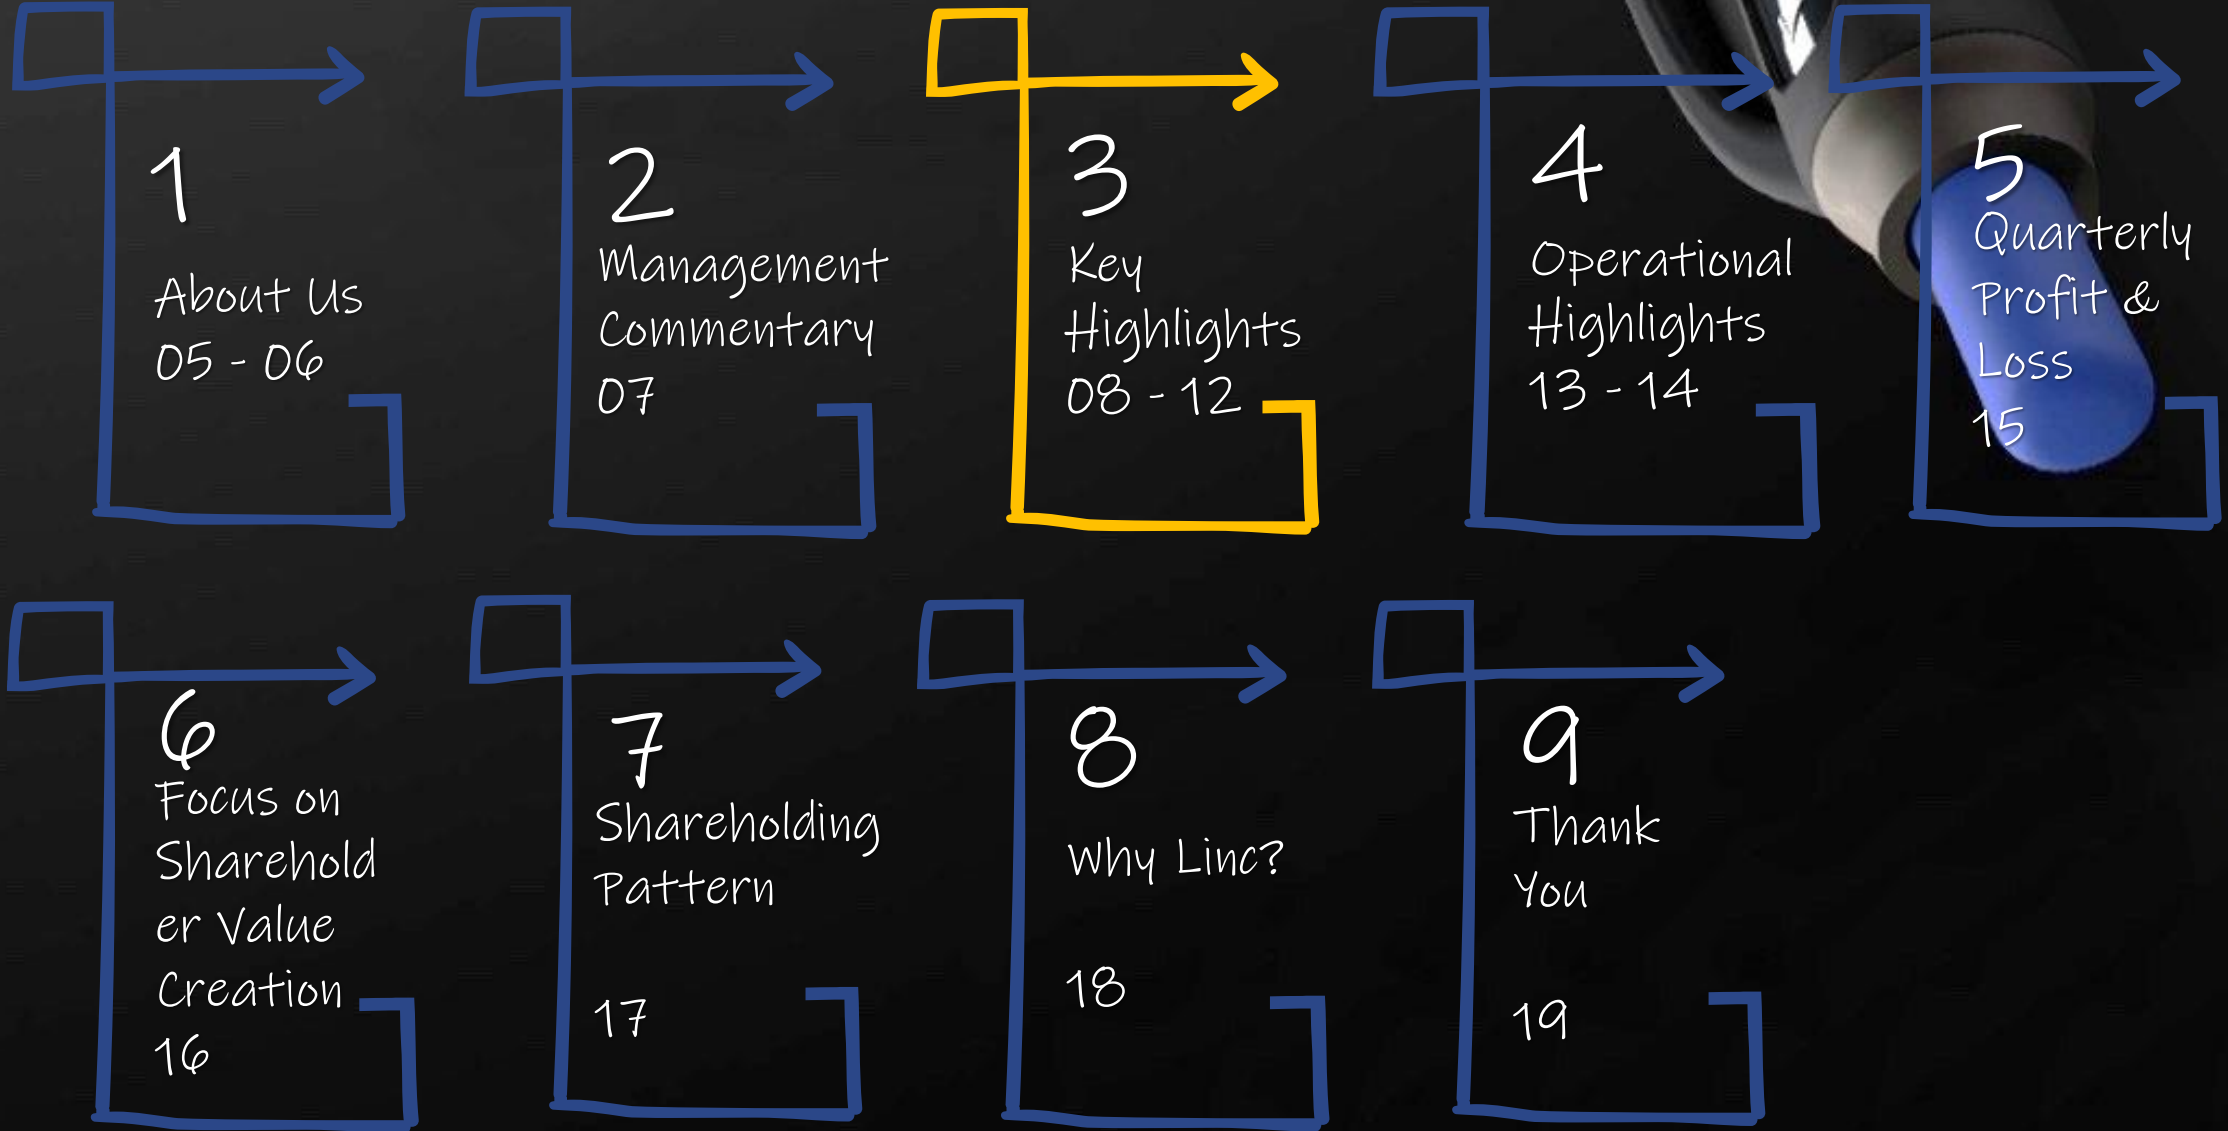 1
About Us
05 - 06
2
Management
Commentary
07
3
Key
Highlights
08 - 12
4
Operational
Highlights
13 - 14
5
Quarterly
Profit &
Loss
15
6
Focus on
Sharehold
er Value
Creation
16
7
Shareholding
Pattern
17
8
Why Linc?
18
9
Thank
You
19